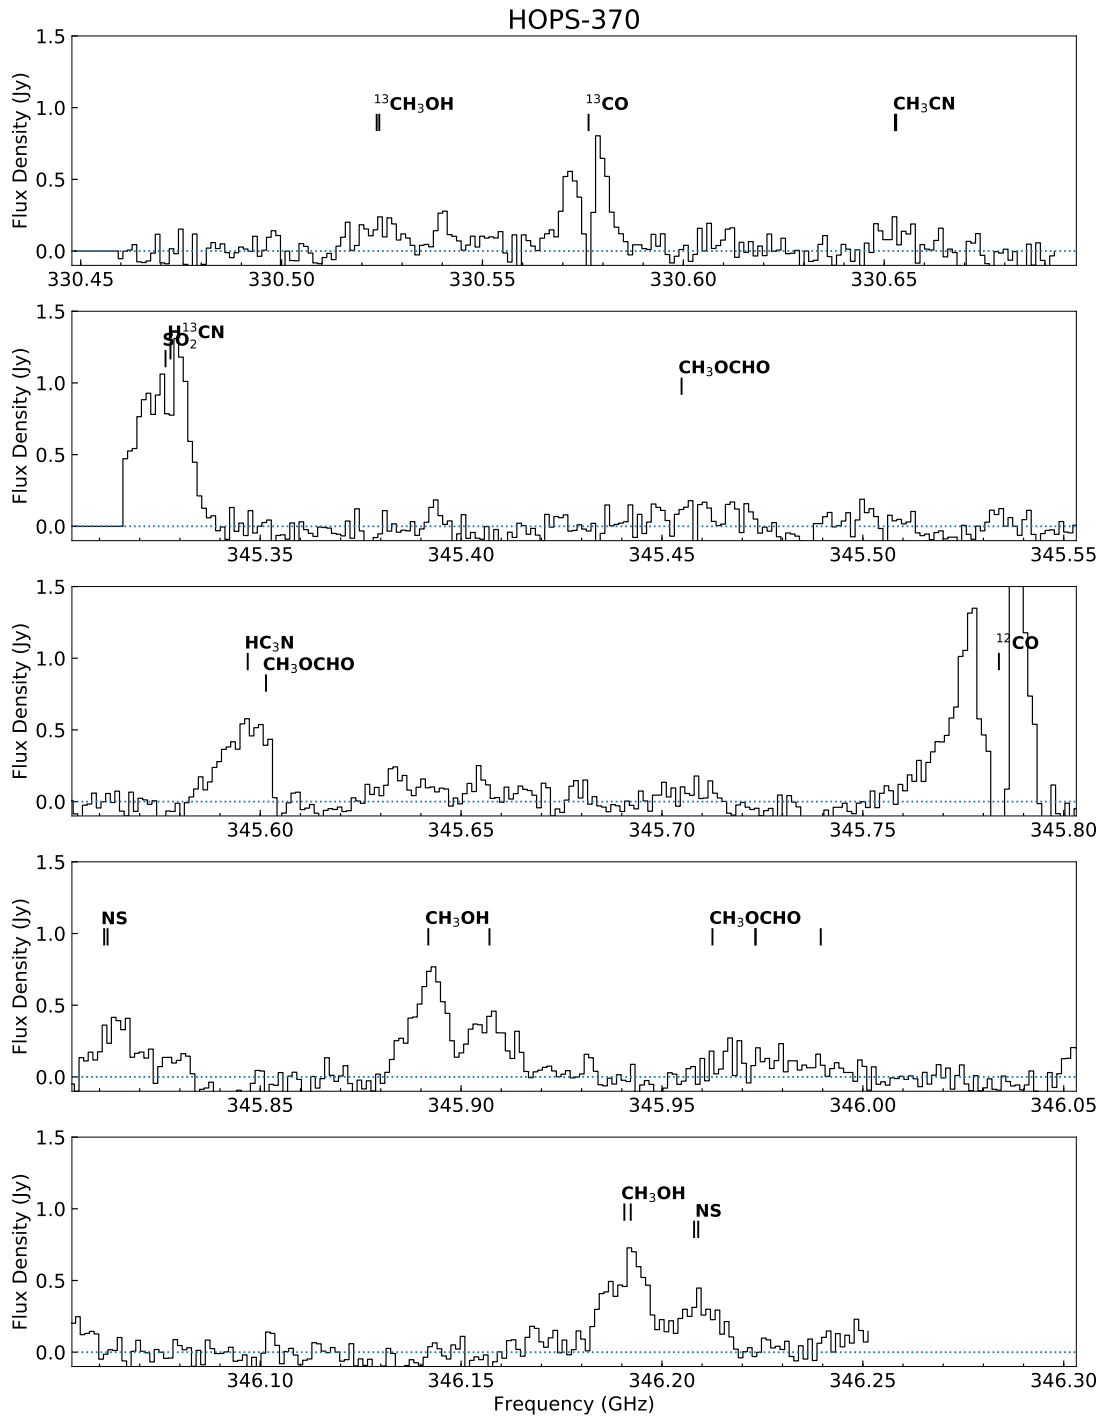 HOPS-370
1.5
1.0
0.5
0.0
Flux Density (Jy)
¹³CH₃OH
¹³CO
CH₃CN
330.45 330.50 330.55 330.60 330.65
1.5
1.0
0.5
0.0
Flux Density (Jy)
H¹³CN
SO₂
CH₃OCHO
345.35 345.40 345.45 345.50 345.55
1.5
1.0
0.5
0.0
Flux Density (Jy)
HC₃N
CH₃OCHO
¹²CO
345.60 345.65 345.70 345.75 345.80
1.5
1.0
0.5
0.0
Flux Density (Jy)
NS
CH₃OH
CH₃OCHO
345.85 345.90 345.95 346.00 346.05
1.5
1.0
0.5
0.0
Flux Density (Jy)
CH₃OH
NS
346.10 346.15 346.20 346.25 346.30
Frequency (GHz)